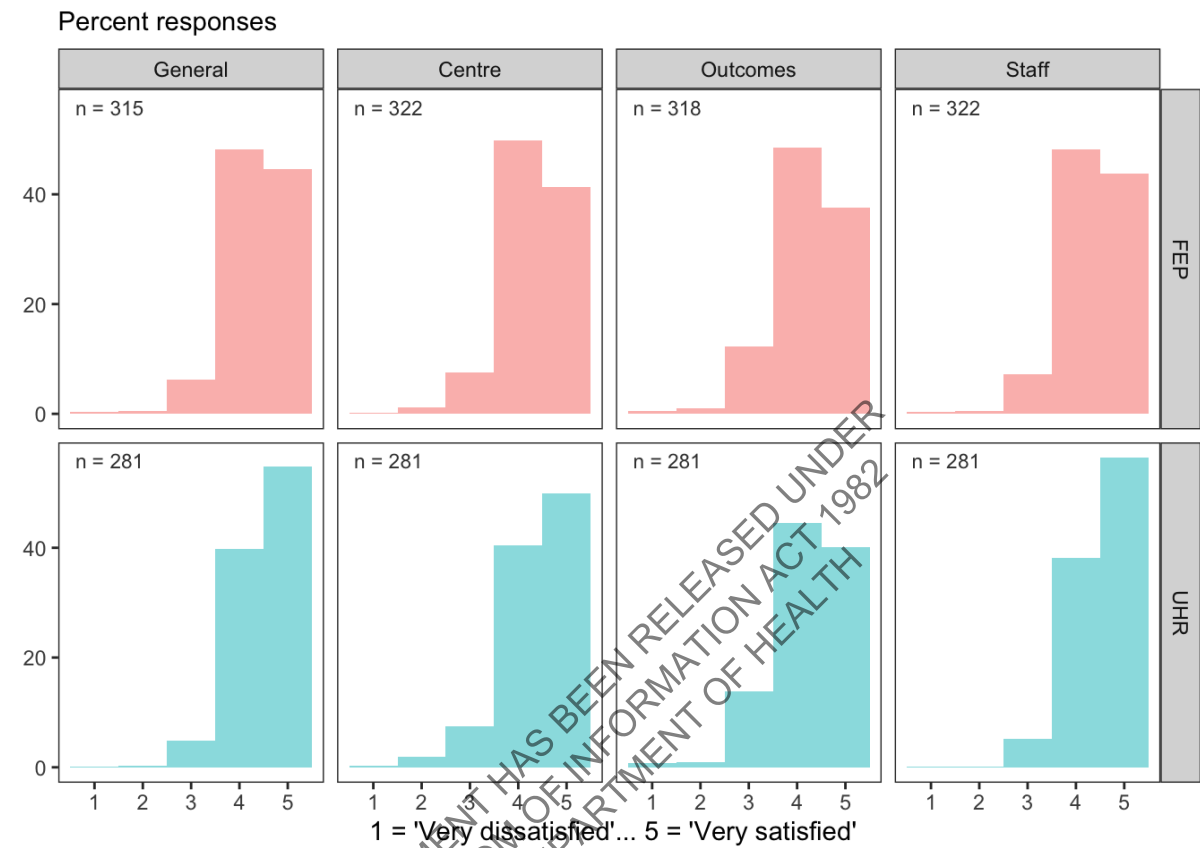 Percent responses
General Centre Outcomes Staff
n = 315 n = 322 n = 318 n = 322
40
20
0
FEP
n = 281 n = 281 n = 281 n = 281
40
20
0
UHR
1 2 3 4 5 1 2 3 4 5 1 2 3 4 5 1 2 3 4 5
1 = 'Very dissatisfied'... 5 = 'Very satisfied'
HAS BEEN RELEASED UNDER
OF INFORMATION ACT 1982
OF HEALTH